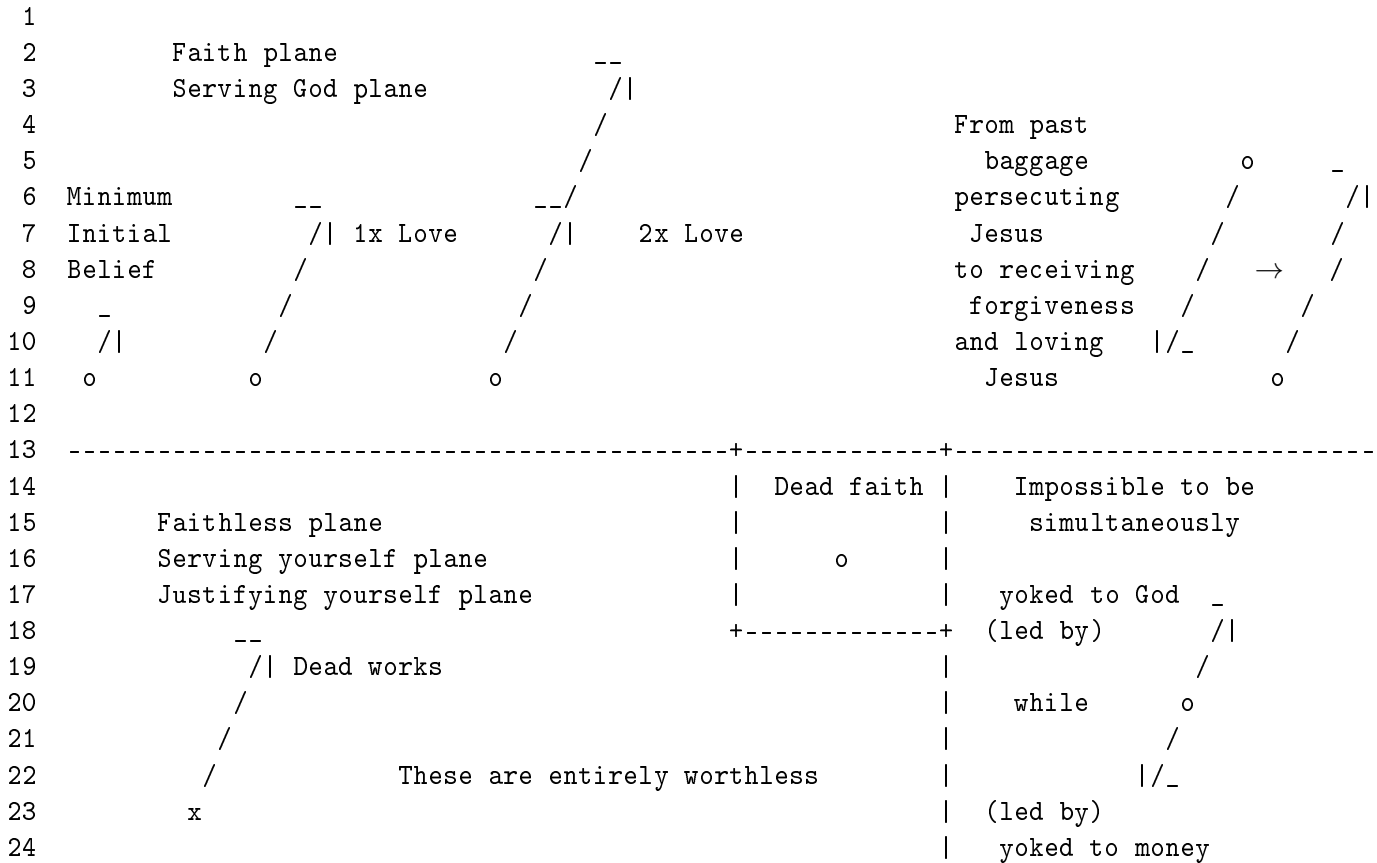 1
2 Faith plane __
3 Serving God plane /|
4 / From past
5 / baggage o _
6 Minimum __ __/ persecuting / /|
7 Initial /| 1x Love /| 2x Love Jesus / /
8 Belief / / to receiving / → /
9 _ / / forgiveness / /
10 /| / / and loving |/_ /
11 o o o Jesus o
12
13 --------------------------------------------+-------------+----------------------------
14 | Dead faith | Impossible to be
15 Faithless plane | | simultaneously
16 Serving yourself plane | o |
17 Justifying yourself plane | | yoked to God _
18 __ +-------------+ (led by) /|
19 /| Dead works | /
20 / | while o
21 / | /
22 / These are entirely worthless | |/_
23 x | (led by)
24 | yoked to money